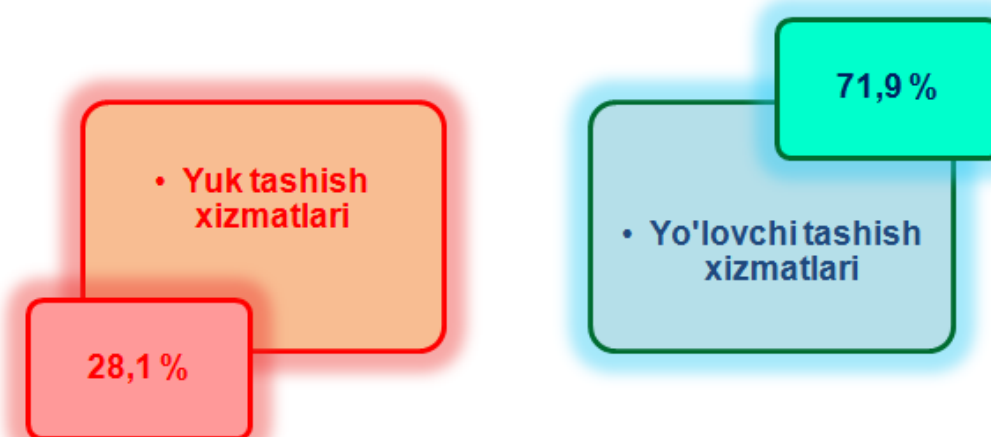 • Yuk tashish
xizmatlari
28,1 %
71,9 %
• Yo'lovchi tashish
xizmatlari